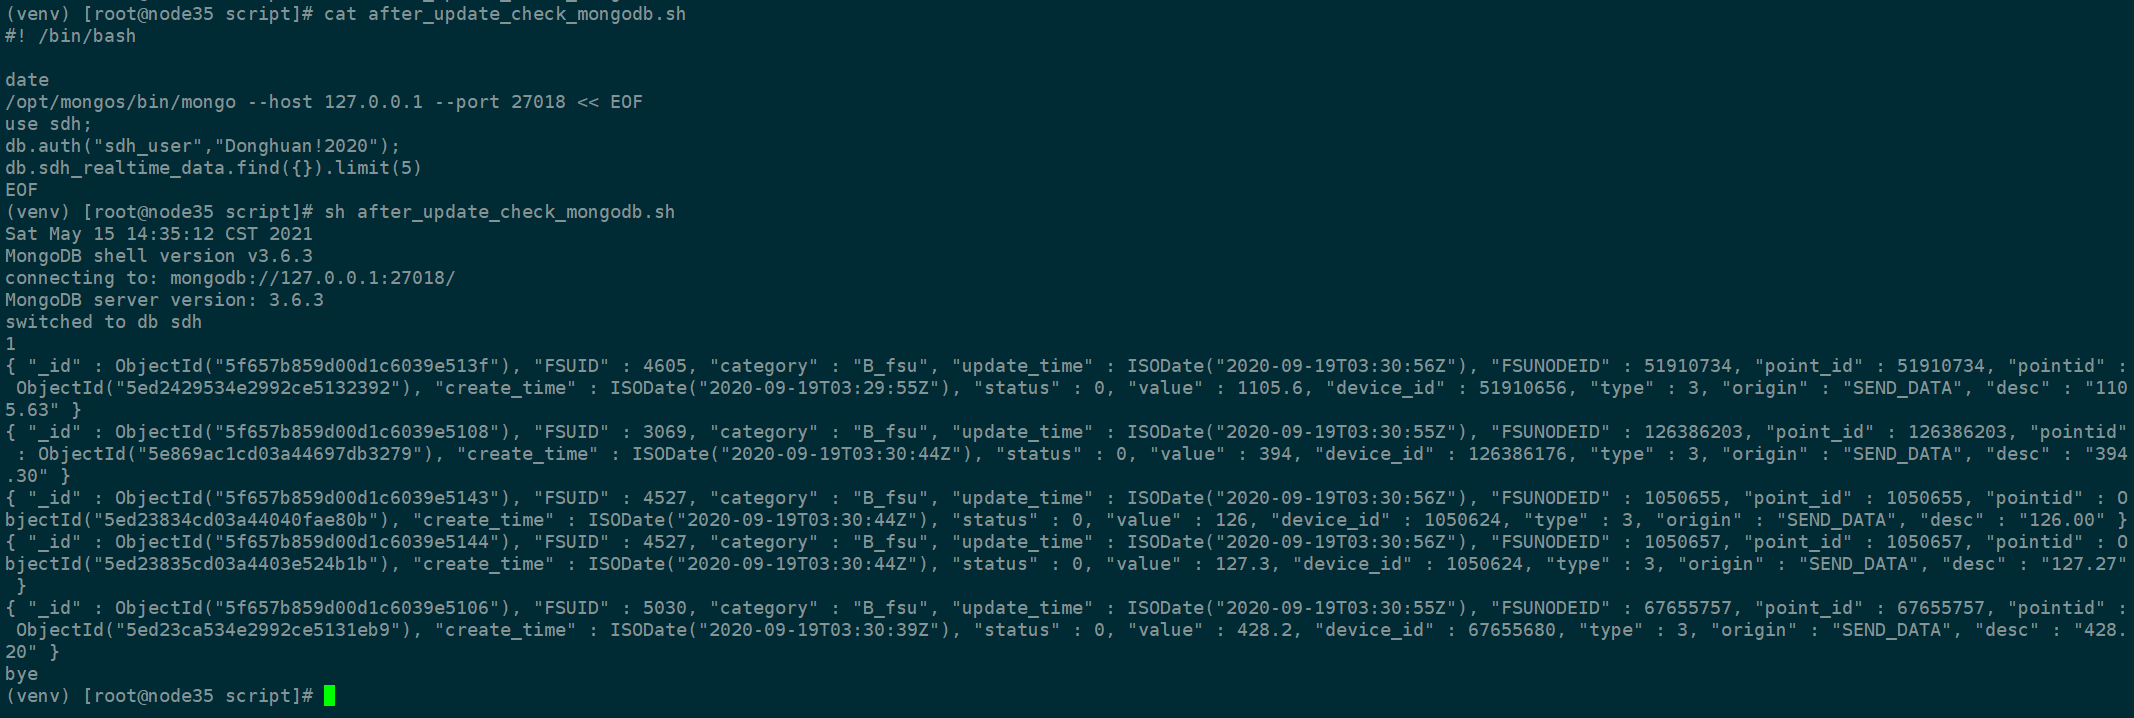 (venv) [root@node35 script]# cat after_update_check_mongodb.sh
#! /bin/bash
date
/opt/mongos/bin/mongo --host 127.0.0.1 --port 27018 << EOF
use sdh;
db.auth("sdh_user","Donghuan!2020");
db.sdh_realtime_data.find({}).limit(5)
EOF
(venv) [root@node35 script]# sh after_update_check_mongodb.sh
Sat May 15 14:35:12 CST 2021
MongoDB shell version v3.6.3
connecting to: mongodb://127.0.0.1:27018/
MongoDB server version: 3.6.3
switched to db sdh
1
{ "_id" : ObjectId("5f657b859d00d1c6039e513f"), "FSUID" : 4605, "category" : "B_fsu", "update_time" : ISODate("2020-09-19T03:30:56Z"), "FSUNODEID" : 51910734, "point_id" : 51910734, "pointid" :
 ObjectId("5ed2429534e2992ce5132392"), "create_time" : ISODate("2020-09-19T03:29:55Z"), "status" : 0, "value" : 1105.6, "device_id" : 51910656, "type" : 3, "origin" : "SEND_DATA", "desc" : "110
5.63" }
{ "_id" : ObjectId("5f657b859d00d1c6039e5108"), "FSUID" : 3069, "category" : "B_fsu", "update_time" : ISODate("2020-09-19T03:30:55Z"), "FSUNODEID" : 126386203, "point_id" : 126386203, "pointid"
 : ObjectId("5e869ac1cd03a44697db3279"), "create_time" : ISODate("2020-09-19T03:30:44Z"), "status" : 0, "value" : 394, "device_id" : 126386176, "type" : 3, "origin" : "SEND_DATA", "desc" : "394
.30" }
{ "_id" : ObjectId("5f657b859d00d1c6039e5143"), "FSUID" : 4527, "category" : "B_fsu", "update_time" : ISODate("2020-09-19T03:30:56Z"), "FSUNODEID" : 1050655, "point_id" : 1050655, "pointid" : O
bjectId("5ed23834cd03a44040fae80b"), "create_time" : ISODate("2020-09-19T03:30:44Z"), "status" : 0, "value" : 126, "device_id" : 1050624, "type" : 3, "origin" : "SEND_DATA", "desc" : "126.00" }
{ "_id" : ObjectId("5f657b859d00d1c6039e5144"), "FSUID" : 4527, "category" : "B_fsu", "update_time" : ISODate("2020-09-19T03:30:56Z"), "FSUNODEID" : 1050657, "point_id" : 1050657, "pointid" : O
bjectId("5ed23835cd03a4403e524b1b"), "create_time" : ISODate("2020-09-19T03:30:44Z"), "status" : 0, "value" : 127.3, "device_id" : 1050624, "type" : 3, "origin" : "SEND_DATA", "desc" : "127.27"
 }
{ "_id" : ObjectId("5f657b859d00d1c6039e5106"), "FSUID" : 5030, "category" : "B_fsu", "update_time" : ISODate("2020-09-19T03:30:55Z"), "FSUNODEID" : 67655757, "point_id" : 67655757, "pointid" :
 ObjectId("5ed23ca534e2992ce5131eb9"), "create_time" : ISODate("2020-09-19T03:30:39Z"), "status" : 0, "value" : 428.2, "device_id" : 67655680, "type" : 3, "origin" : "SEND_DATA", "desc" : "428.
20" }
bye
(venv) [root@node35 script]#